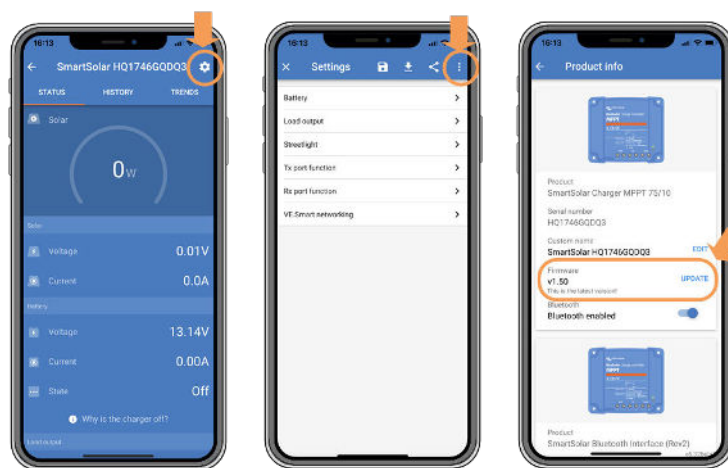 16:13
SmartSolar HQ1746GQDQ3
STATUS HISTORY TRENDS
Solar
0W
Solar
Voltage 0.01V
Current 0.0A
Battery
Voltage 13.14V
Current 0.00A
State Off
Why is the charger off?
Load output
16:13
Settings
Battery
Load output
Streetlight
Tx port function
Rx port function
VE.Smart networking
16:13
Product info
MPPT
Product
SmartSolar Charger MPPT 75/10
Serial number
HQ1746GQDQ3
Custom name
SmartSolar HQ1746GQDQ3 EDIT
Firmware
v1.50 UPDATE
This is the latest version!
Bluetooth
Bluetooth enabled
Product
SmartSolar Bluetooth Interface (Rev2)